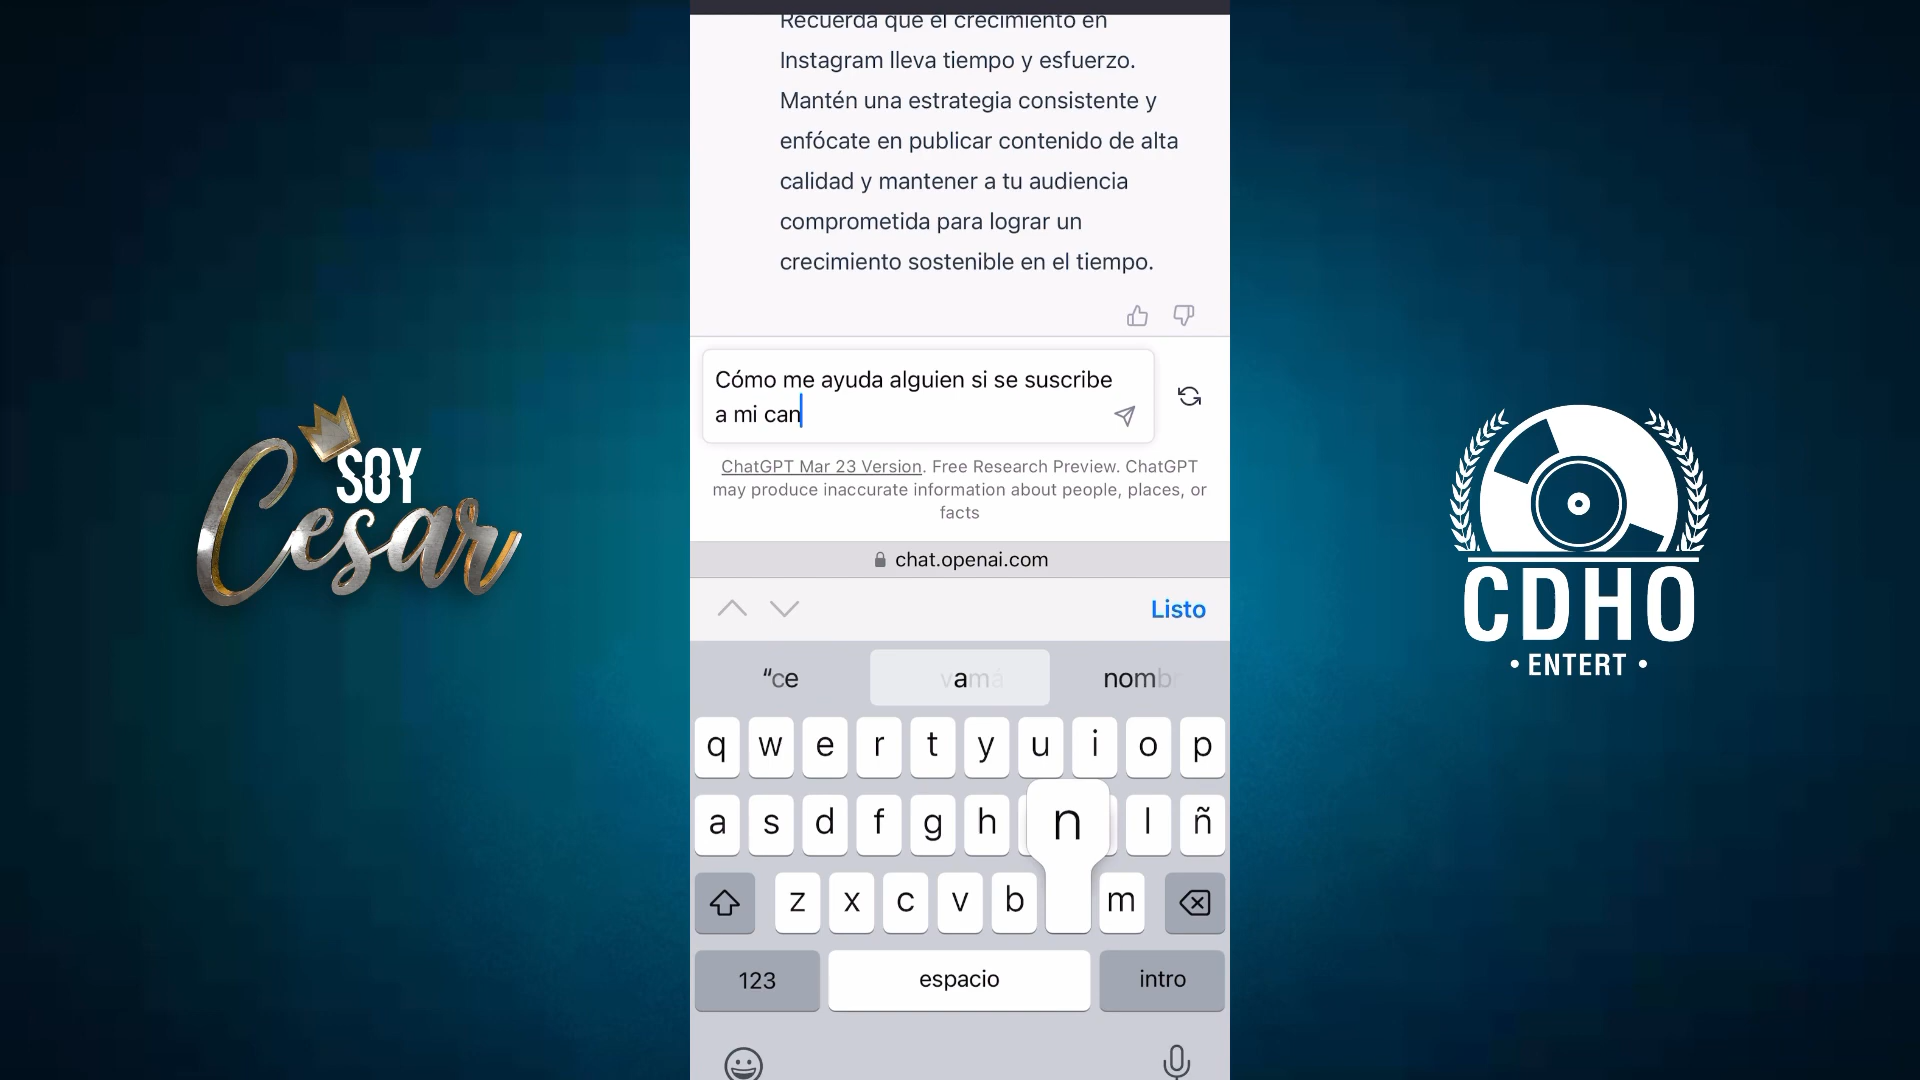 Recuerda que el crecimiento en
Instagram lleva tiempo y esfuerzo.
Mantén una estrategia consistente y
enfócate en publicar contenido de alta
calidad y mantener a tu audiencia
comprometida para lograr un
crecimiento sostenible en el tiempo.
Cómo me ayuda alguien si se suscribe
a mi can
ChatGPT Mar 23 Version. Free Research Preview. ChatGPT
may produce inaccurate information about people, places, or
facts
chat.openai.com
Listo
“ce
nomb
q w e r t y u i o p
a s d f g h n l ñ
z x c v b m
123 espacio intro
SOY
Cesar
CDHO
• ENTERT •